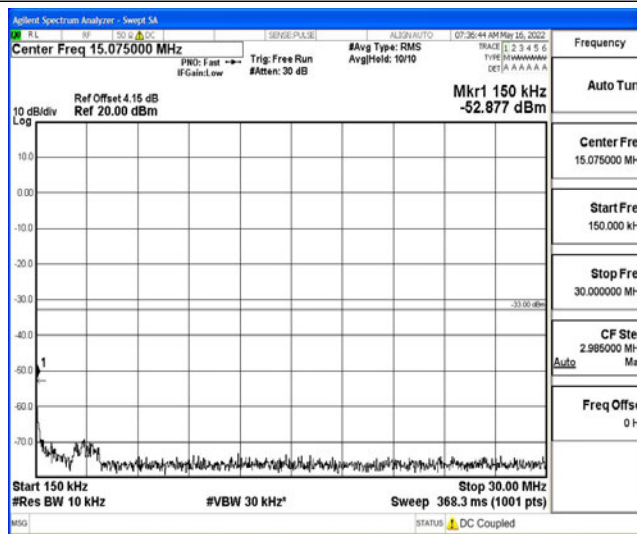 Agilent Spectrum Analyzer - Swept SA
RL RF 50 Ω DC SENSE:PULSE ALIGNAUTO 07:36:44 AM May 16, 2022
Center Freq 15.075000 MHz
PNO: Fast
IFGain:Low
Trig: Free Run
#Atten: 30 dB
#Avg Type: RMS
Avg|Hold: 10/10
TRACE 1 2 3 4 5 6
TYPE MWWWWW
DET A A A A A A
Mkr1 150 kHz
-52.877 dBm
Ref Offset 4.15 dB
Ref 20.00 dBm
10 dB/div
Log
10.0
0.00
-10.0
-20.0
-30.0
-40.0
-50.0
-60.0
-70.0
-33.00 dBm
1
Start 150 kHz
Stop 30.00 MHz
#Res BW 10 kHz
#VBW 30 kHz*
Sweep 368.3 ms (1001 pts)
MSG
STATUS DC Coupled
Frequency
Auto Tun
Center Fre
15.075000 MH
Start Fre
150.000 kH
Stop Fre
30.000000 MH
CF Ste
2.985000 MH
Auto Ma
Freq Offse
0 H